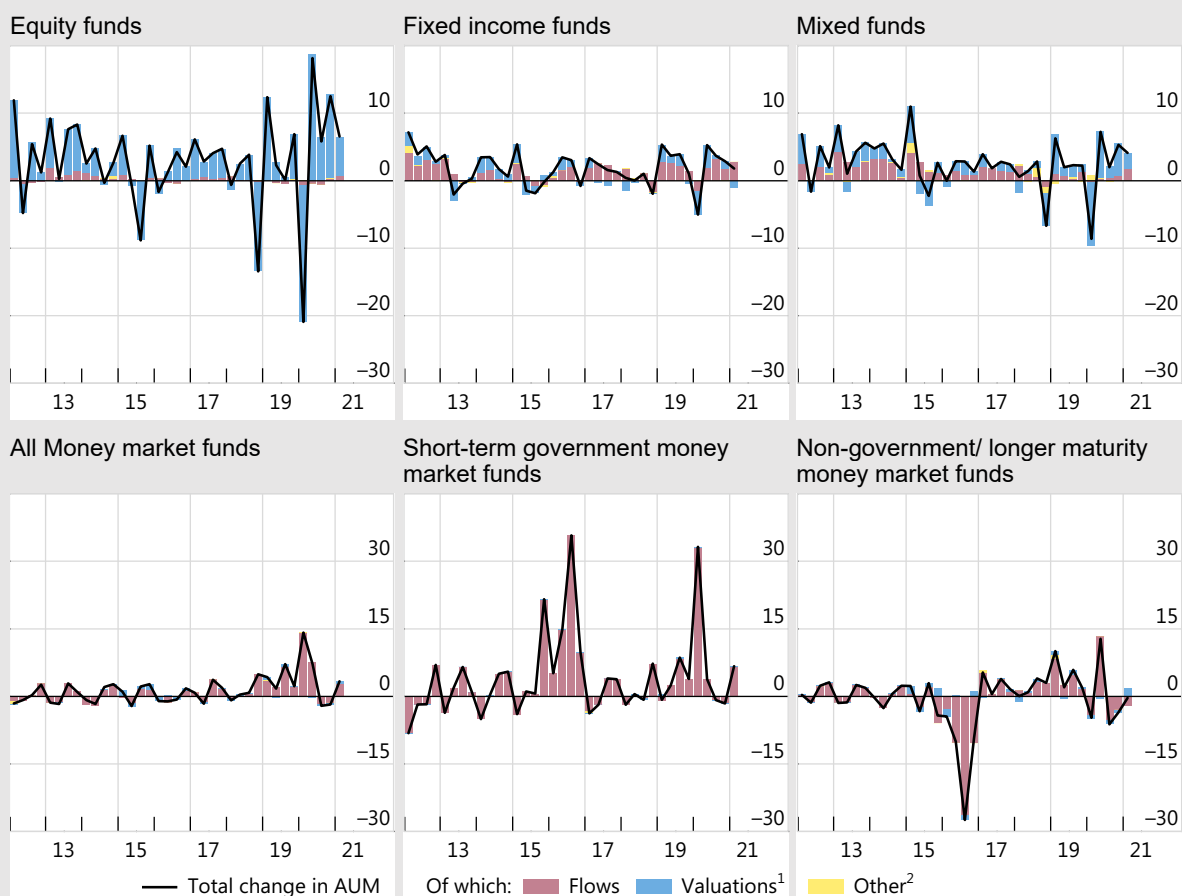 Equity funds
Fixed income funds
Mixed funds
10
0
–10
–20
–30
13 15 17 19 21
10
0
–10
–20
–30
13 15 17 19 21
10
0
–10
–20
–30
13 15 17 19 21
All Money market funds
Short-term government money
market funds
Non-government/ longer maturity
money market funds
30
15
0
–15
–30
13 15 17 19 21
30
15
0
–15
–30
13 15 17 19 21
30
15
0
–15
–30
13 15 17 19 21
Total change in AUM Of which: Flows Valuations¹ Other²